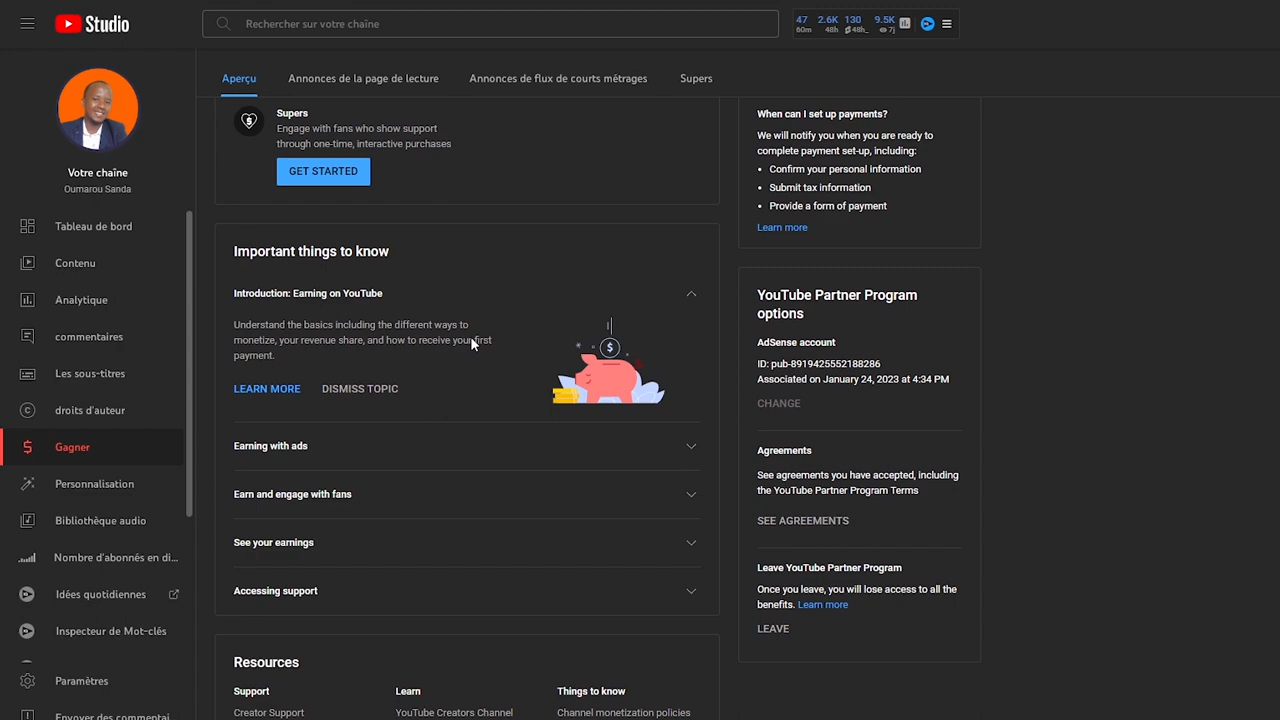 Studio
Rechercher sur votre chaîne
47 2.6K 130 9.5K
60m 48h 48h_ 7j
Votre chaîne
Oumarou Sanda
Tableau de bord
Contenu
Analytique
commentaires
Les sous-titres
droits d'auteur
Gagner
Personnalisation
Bibliothèque audio
Nombre d'abonnés en di...
Idées quotidiennes
Inspecteur de Mot-clés
Paramètres
Envoyer des commentai...
Aperçu
Annonces de la page de lecture
Annonces de flux de courts métrages
Supers
Supers
Engage with fans who show support
through one-time, interactive purchases
GET STARTED
Important things to know
Introduction: Earning on YouTube
Understand the basics including the different ways to
monetize, your revenue share, and how to receive your first
payment.
LEARN MORE
DISMISS TOPIC
Earning with ads
Earn and engage with fans
See your earnings
Accessing support
Resources
Support
Creator Support
Learn
YouTube Creators Channel
Things to know
Channel monetization policies
When can I set up payments?
We will notify you when you are ready to
complete payment set-up, including:
• Confirm your personal information
• Submit tax information
• Provide a form of payment
Learn more
YouTube Partner Program
options
AdSense account
ID: pub-8919425552188286
Associated on January 24, 2023 at 4:34 PM
CHANGE
Agreements
See agreements you have accepted, including
the YouTube Partner Program Terms
SEE AGREEMENTS
Leave YouTube Partner Program
Once you leave, you will lose access to all the
benefits. Learn more
LEAVE